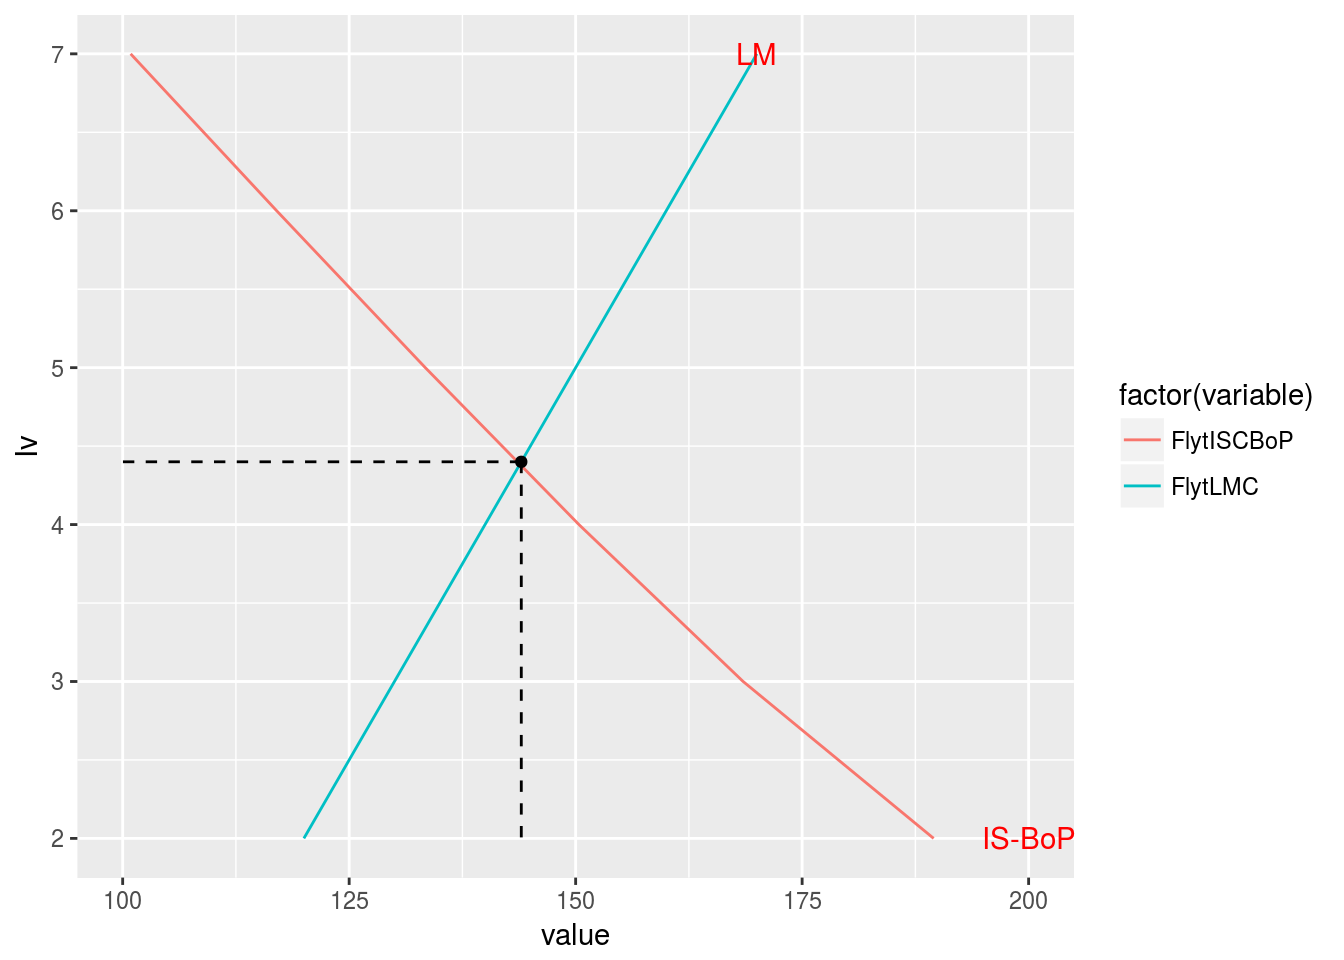 LM
IS-BoP
7
6
5
4
3
2
Iv
100 125 150 175 200
value
factor(variable)
FlytISCBoP
FlytLMC